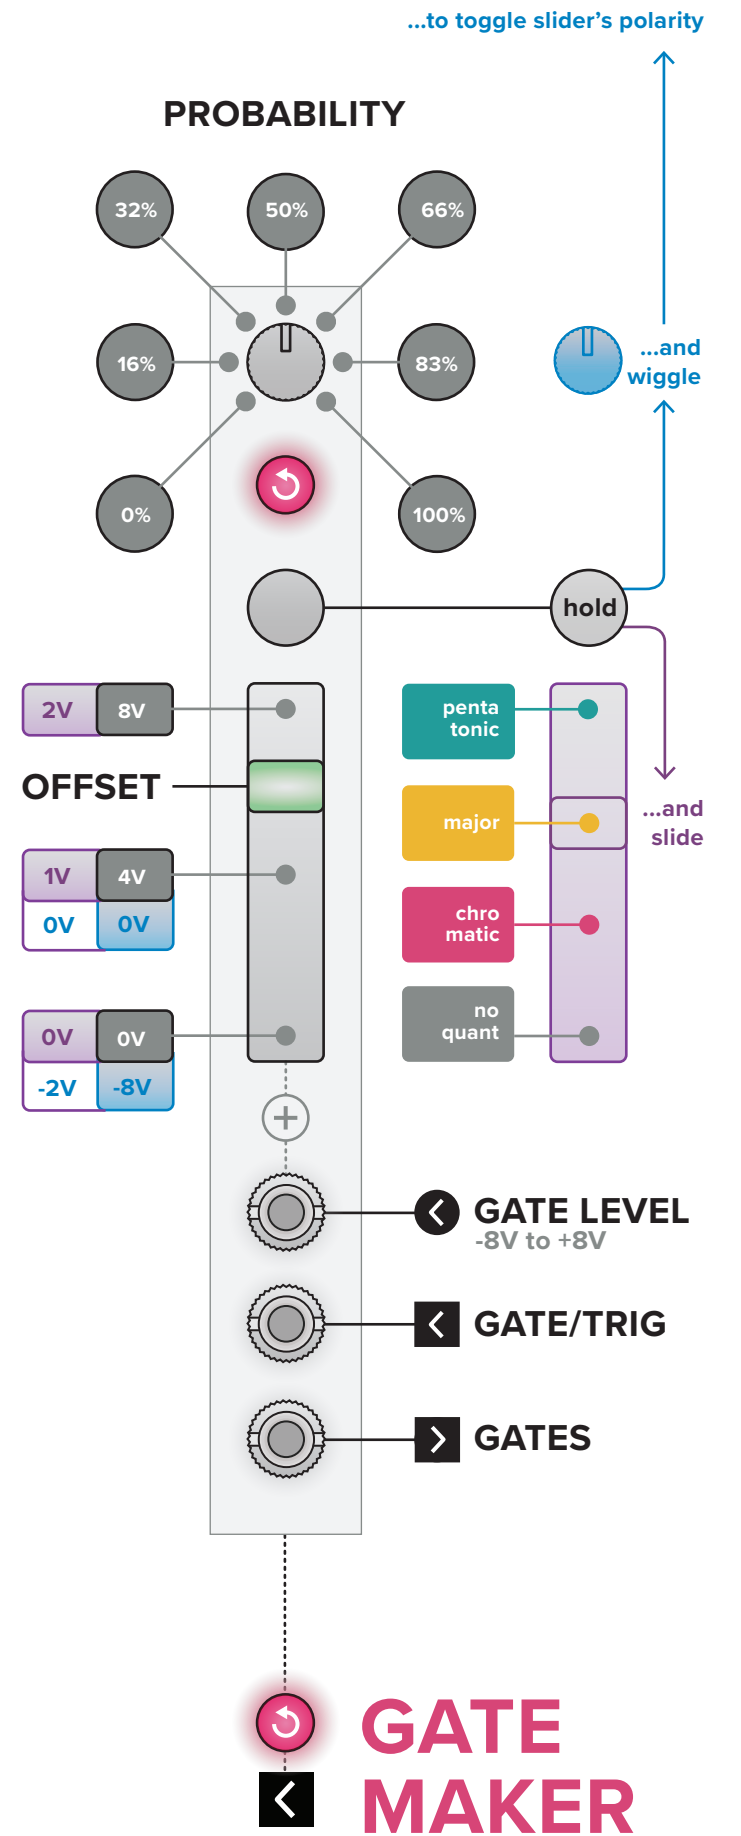 ...to toggle slider’s polarity
PROBABILITY
32%
50%
66%
16%
83%
...and
wiggle
0%
100%
hold
2V
8V
penta
tonic
OFFSET
major
...and
slide
1V
4V
0V
0V
chro
matic
no
quant
0V
0V
-2V
-8V
GATE LEVEL
-8V to +8V
GATE/TRIG
GATES
GATE
MAKER